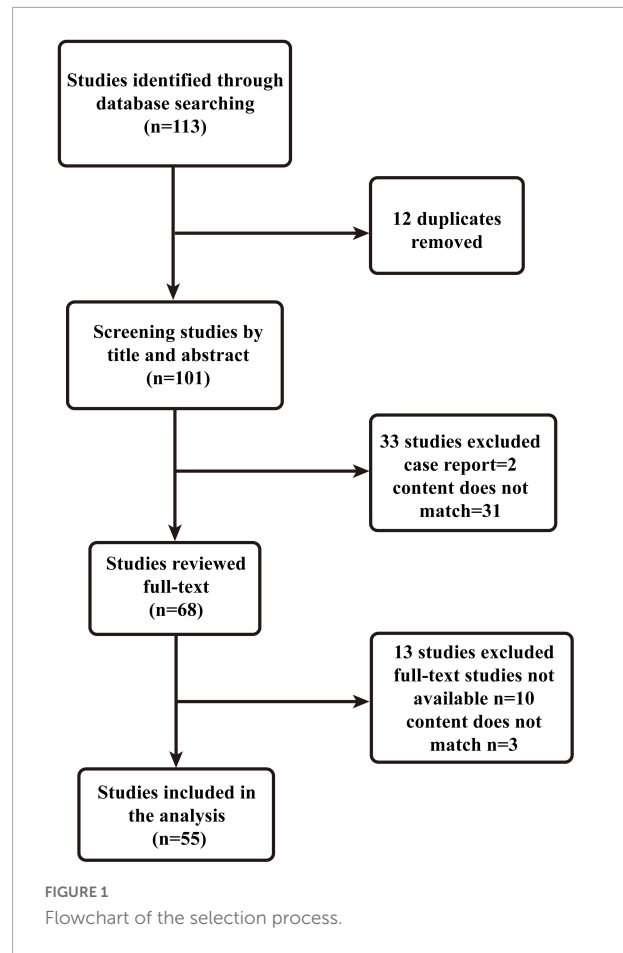 Studies identified through
database searching
(n=113)
12 duplicates
removed
Screening studies by
title and abstract
(n=101)
33 studies excluded
case report=2
content does not
match=31
Studies reviewed
full-text
(n=68)
13 studies excluded
full-text studies not
available n=10
content does not
match n=3
Studies included in
the analysis
(n=55)
FIGURE 1
Flowchart of the selection process.